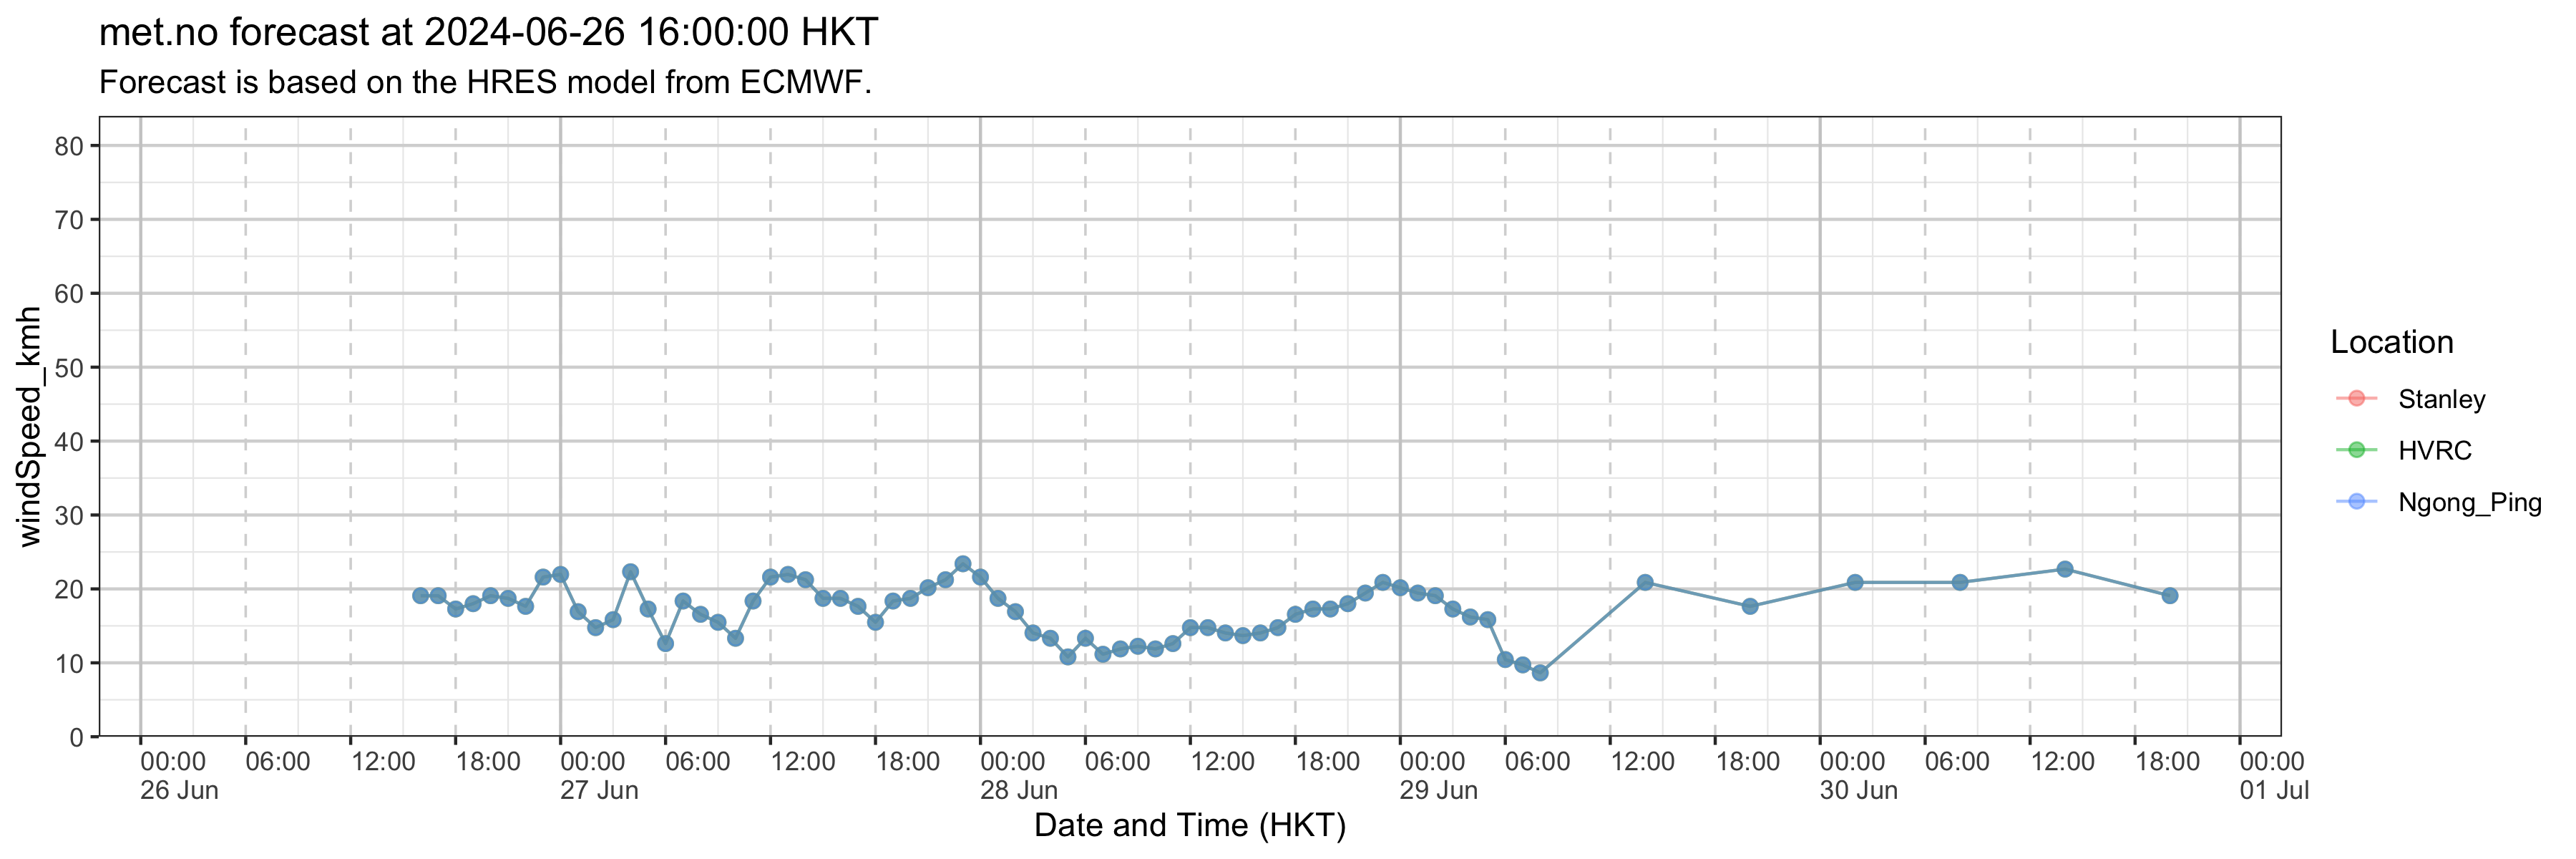 met.no forecast at 2024-06-26 16:00:00 HKT
Forecast is based on the HRES model from ECMWF.
windSpeed_kmh
80
70
60
50
40
30
20
10
0
00:00 06:00 12:00 18:00 00:00 06:00 12:00 18:00 00:00 06:00 12:00 18:00 00:00 06:00 12:00 18:00 00:00 06:00 12:00 18:00 00:00
26 Jun 27 Jun 28 Jun 29 Jun 30 Jun 01 Jul
Date and Time (HKT)
Location
Stanley
HVRC
Ngong_Ping